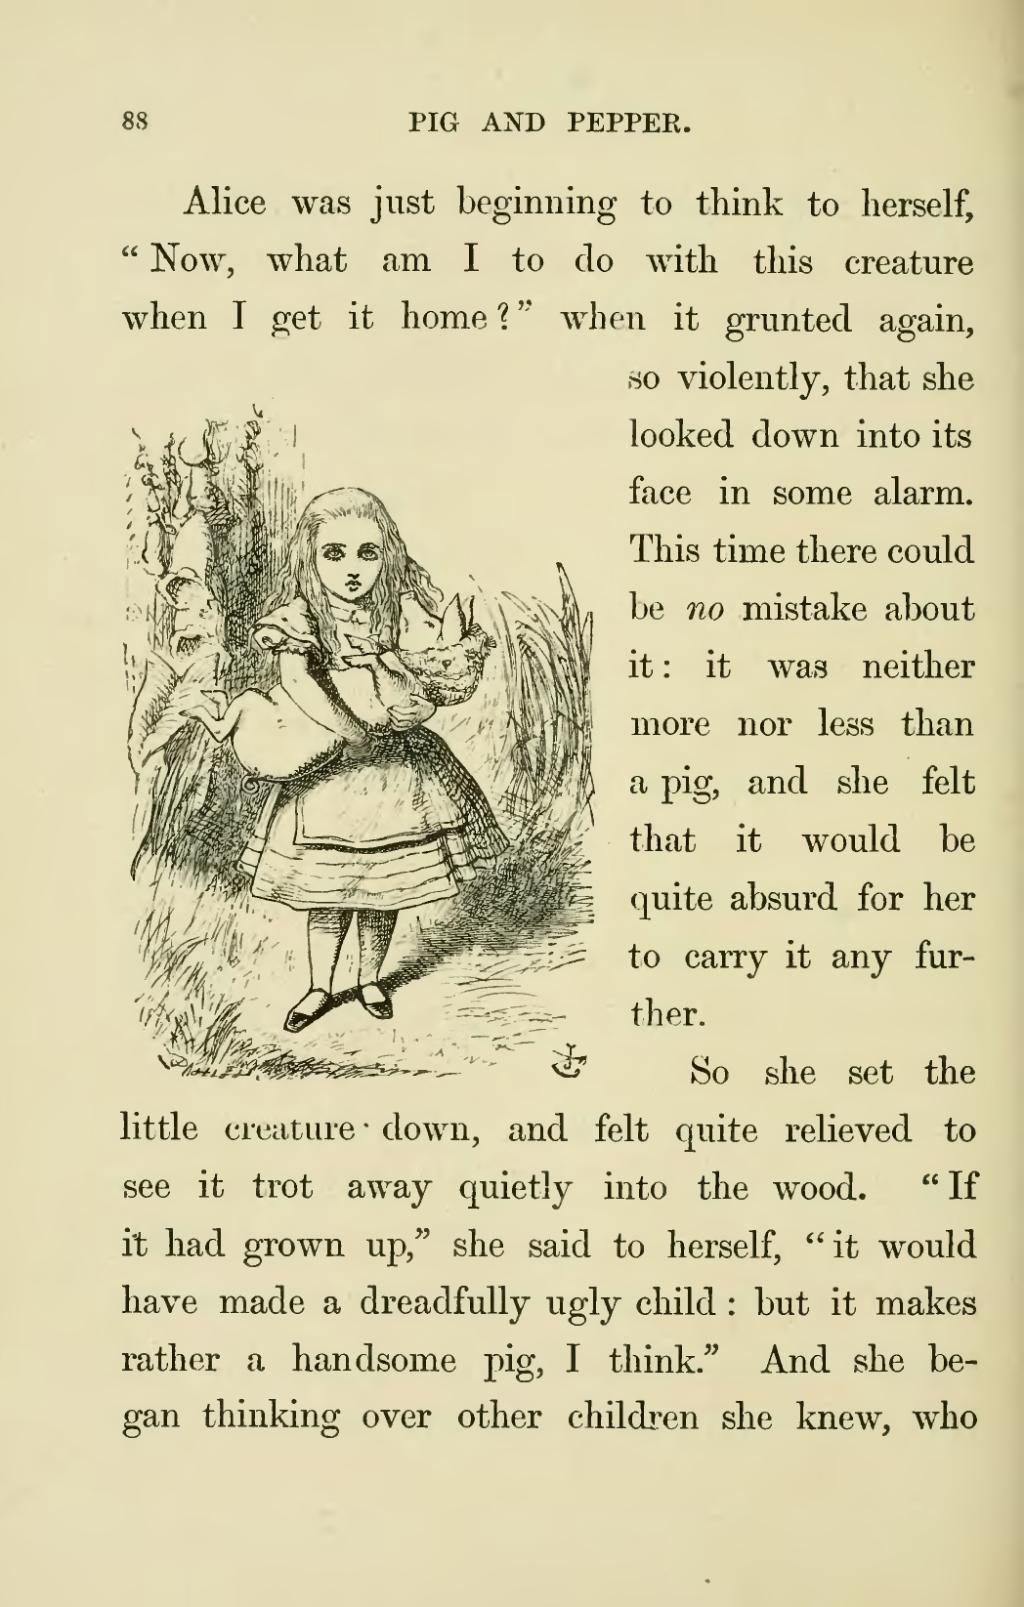 88 PIG AND PEPPER.
Alice was just beginning to think to herself,
“Now, what am I to do with this creature
when I get it home?” when it grunted again,
so violently, that she
looked down into its
face in some alarm.
This time there could
be no mistake about
it: it was neither
more nor less than
a pig, and she felt
that it would be
quite absurd for her
to carry it any fur-
ther.
So she set the
little creature down, and felt quite relieved to
see it trot away quietly into the wood. “If
it had grown up,” she said to herself, “it would
have made a dreadfully ugly child: but it makes
rather a handsome pig, I think.” And she be-
gan thinking over other children she knew, who